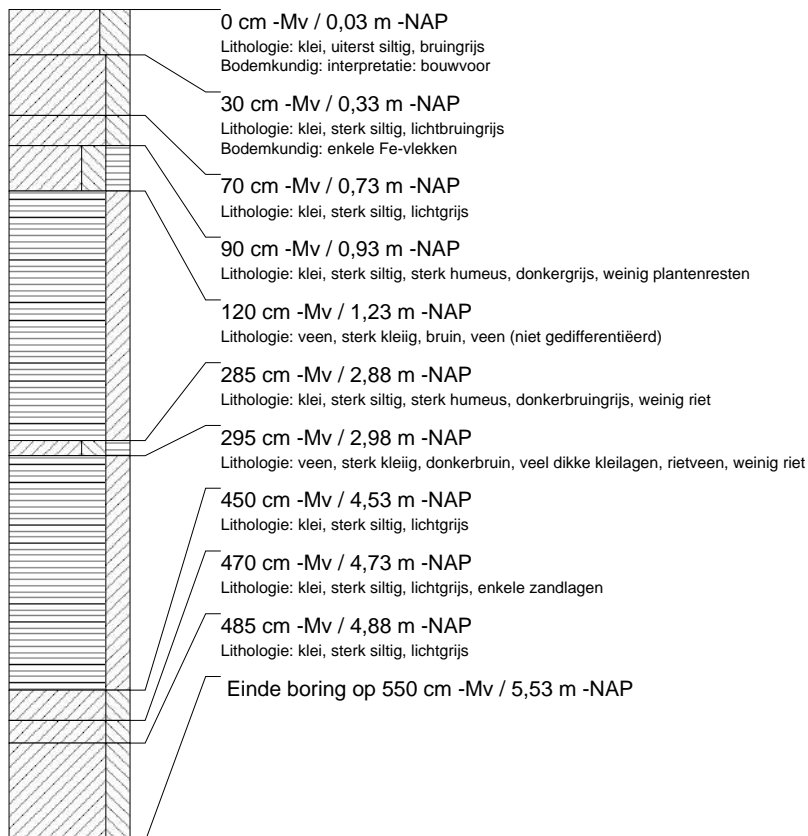 0 cm -Mv / 0,03 m -NAP
Lithologie: klei, uiterst siltig, bruingrijs
Bodemkundig: interpretatie: bouwvoor
30 cm -Mv / 0,33 m -NAP
Lithologie: klei, sterk siltig, lichtbruingrijs
Bodemkundig: enkele Fe-vlekken
70 cm -Mv / 0,73 m -NAP
Lithologie: klei, sterk siltig, lichtgrijs
90 cm -Mv / 0,93 m -NAP
Lithologie: klei, sterk siltig, sterk humeus, donkergrijs, weinig plantenresten
120 cm -Mv / 1,23 m -NAP
Lithologie: veen, sterk kleiig, bruin, veen (niet gedifferentiëerd)
285 cm -Mv / 2,88 m -NAP
Lithologie: klei, sterk siltig, sterk humeus, donkerbruingrijs, weinig riet
295 cm -Mv / 2,98 m -NAP
Lithologie: veen, sterk kleiig, donkerbruin, veel dikke kleilagen, rietveen, weinig riet
450 cm -Mv / 4,53 m -NAP
Lithologie: klei, sterk siltig, lichtgrijs
470 cm -Mv / 4,73 m -NAP
Lithologie: klei, sterk siltig, lichtgrijs, enkele zandlagen
485 cm -Mv / 4,88 m -NAP
Lithologie: klei, sterk siltig, lichtgrijs
Einde boring op 550 cm -Mv / 5,53 m -NAP